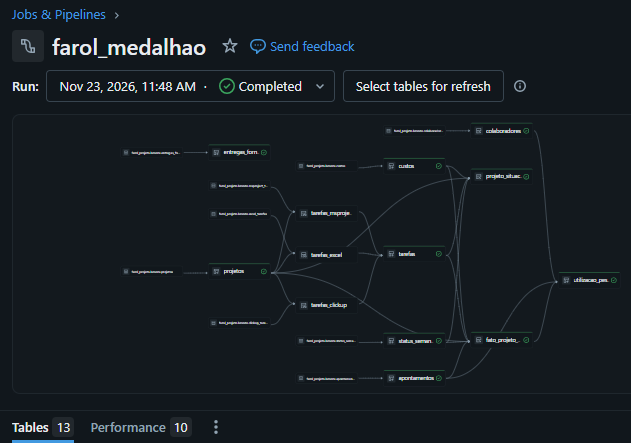 Jobs & Pipelines
farol_medalhao
Send feedback
Run: Nov 23, 2026, 11:48 AM · Completed
Select tables for refresh
colaboradores
entregas_forn..
custos
projeto_situac..
tarefas_msproje..
tarefas_excel
tarefas
projetos
utilizacao_pes..
tarefas_clickup
status_seman..
fato_projeto_..
apontamentos
Tables 13 Performance 10